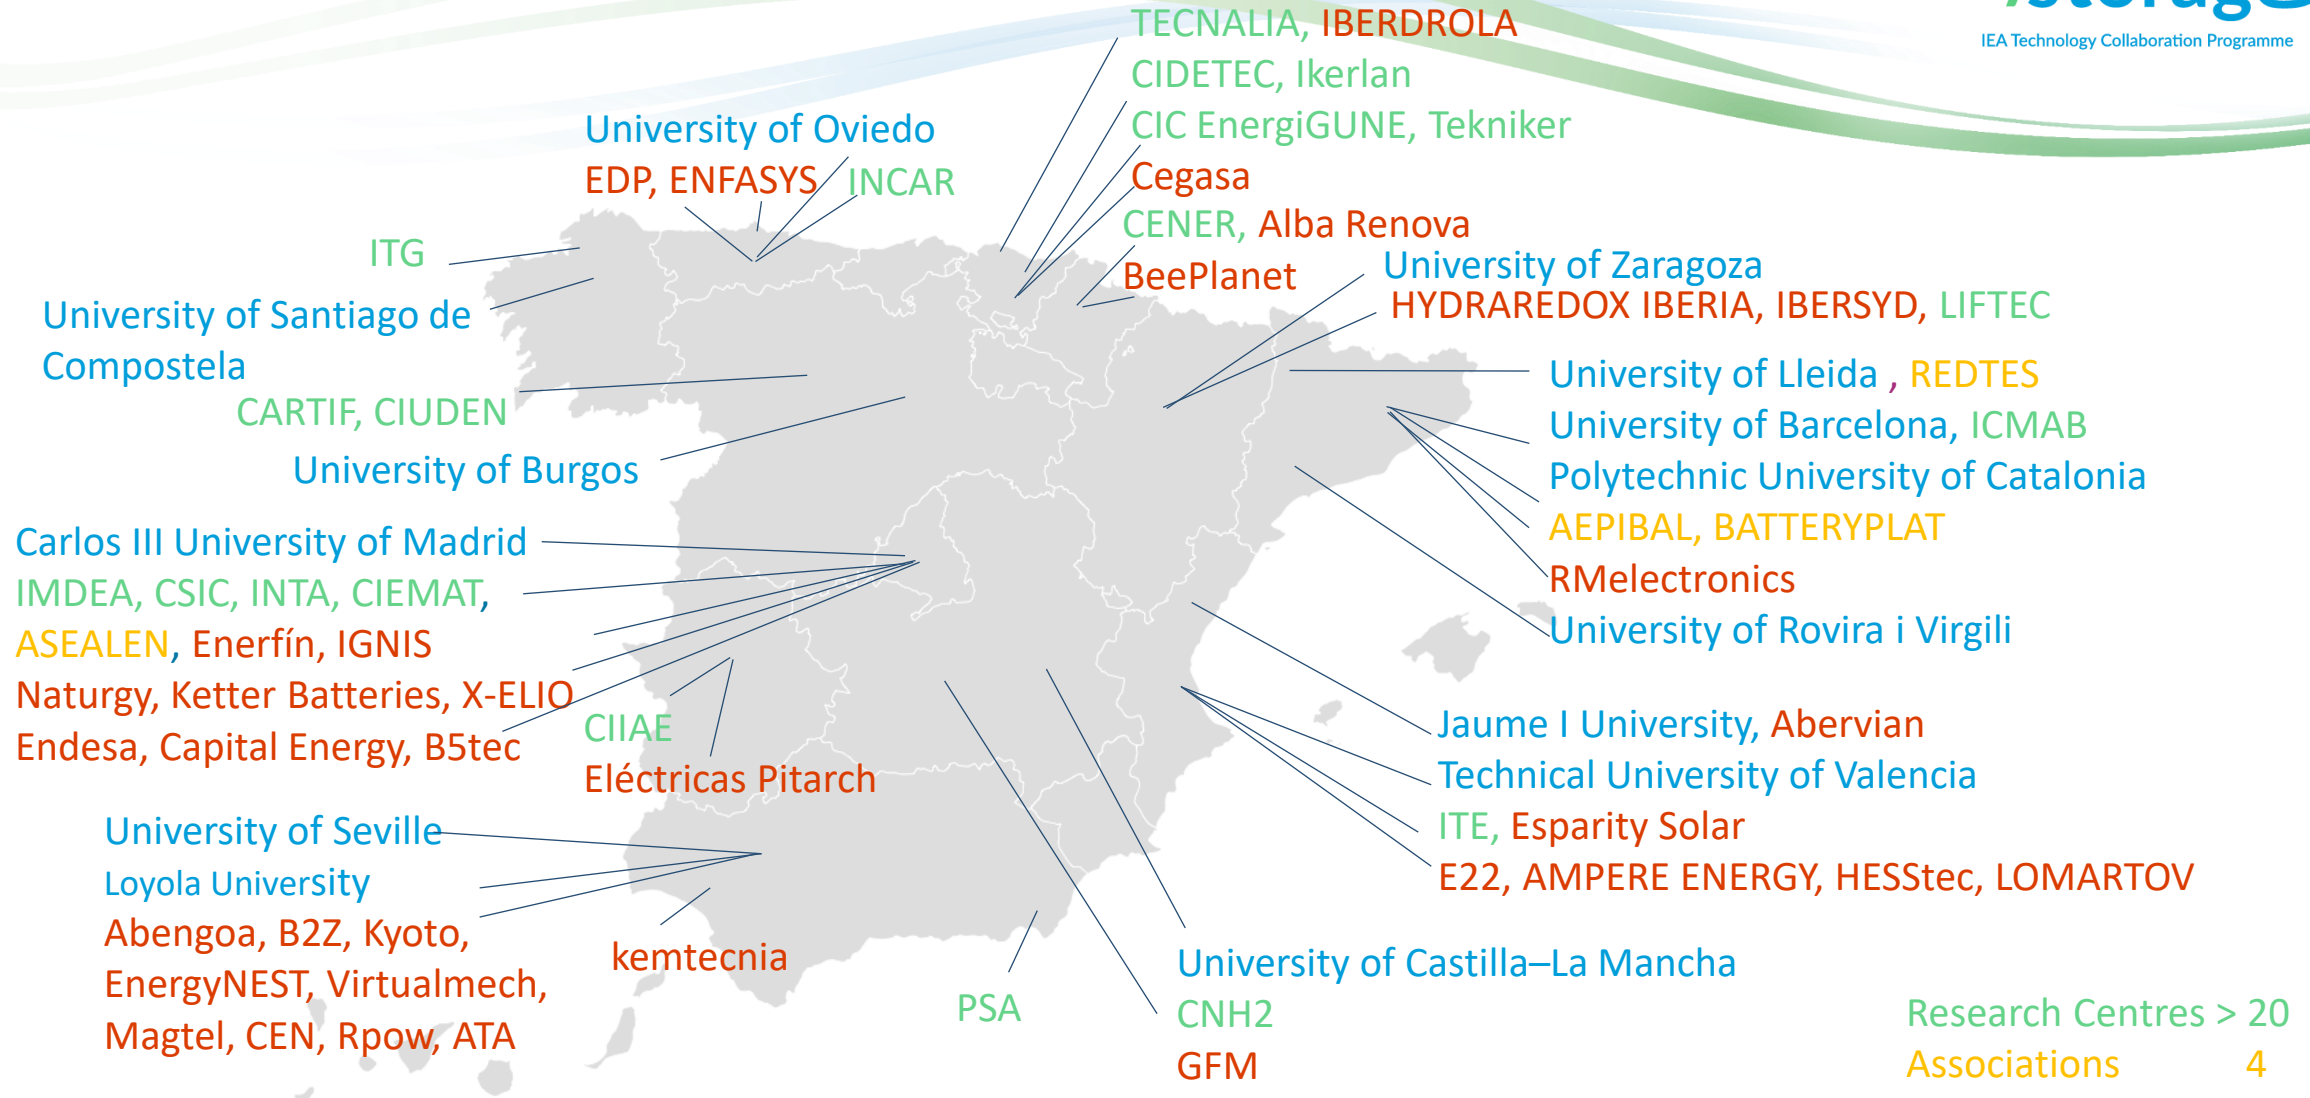 IEA Technology Collaboration Programme
TECNALIA, IBERDROLA
CIDETEC, Ikerlan
CIC EnergiGUNE, Tekniker
Cegasa
CENER, Alba Renova
BeePlanet
University of Oviedo
EDP, ENFASYS
INCAR
ITG
University of Santiago de
Compostela
CARTIF, CIUDEN
University of Burgos
University of Zaragoza
HYDRAREDOX IBERIA, IBERSYD, LIFTEC
University of Lleida , REDTES
University of Barcelona, ICMAB
Polytechnic University of Catalonia
AEPIBAL, BATTERYPLAT
RMelectronics
University of Rovira i Virgili
Carlos III University of Madrid
IMDEA, CSIC, INTA, CIEMAT,
ASEALEN, Enerfín, IGNIS
Naturgy, Ketter Batteries, X-ELIO
Endesa, Capital Energy, B5tec
CIIAE
Eléctricas Pitarch
Jaume I University, Abervian
Technical University of Valencia
ITE, Esparity Solar
E22, AMPERE ENERGY, HESStec, LOMARTOV
University of Seville
Loyola University
Abengoa, B2Z, Kyoto,
EnergyNEST, Virtualmech,
Magtel, CEN, Rpow, ATA
kemtecnia
PSA
University of Castilla–La Mancha
CNH2
GFM
Research Centres > 20
Associations 4